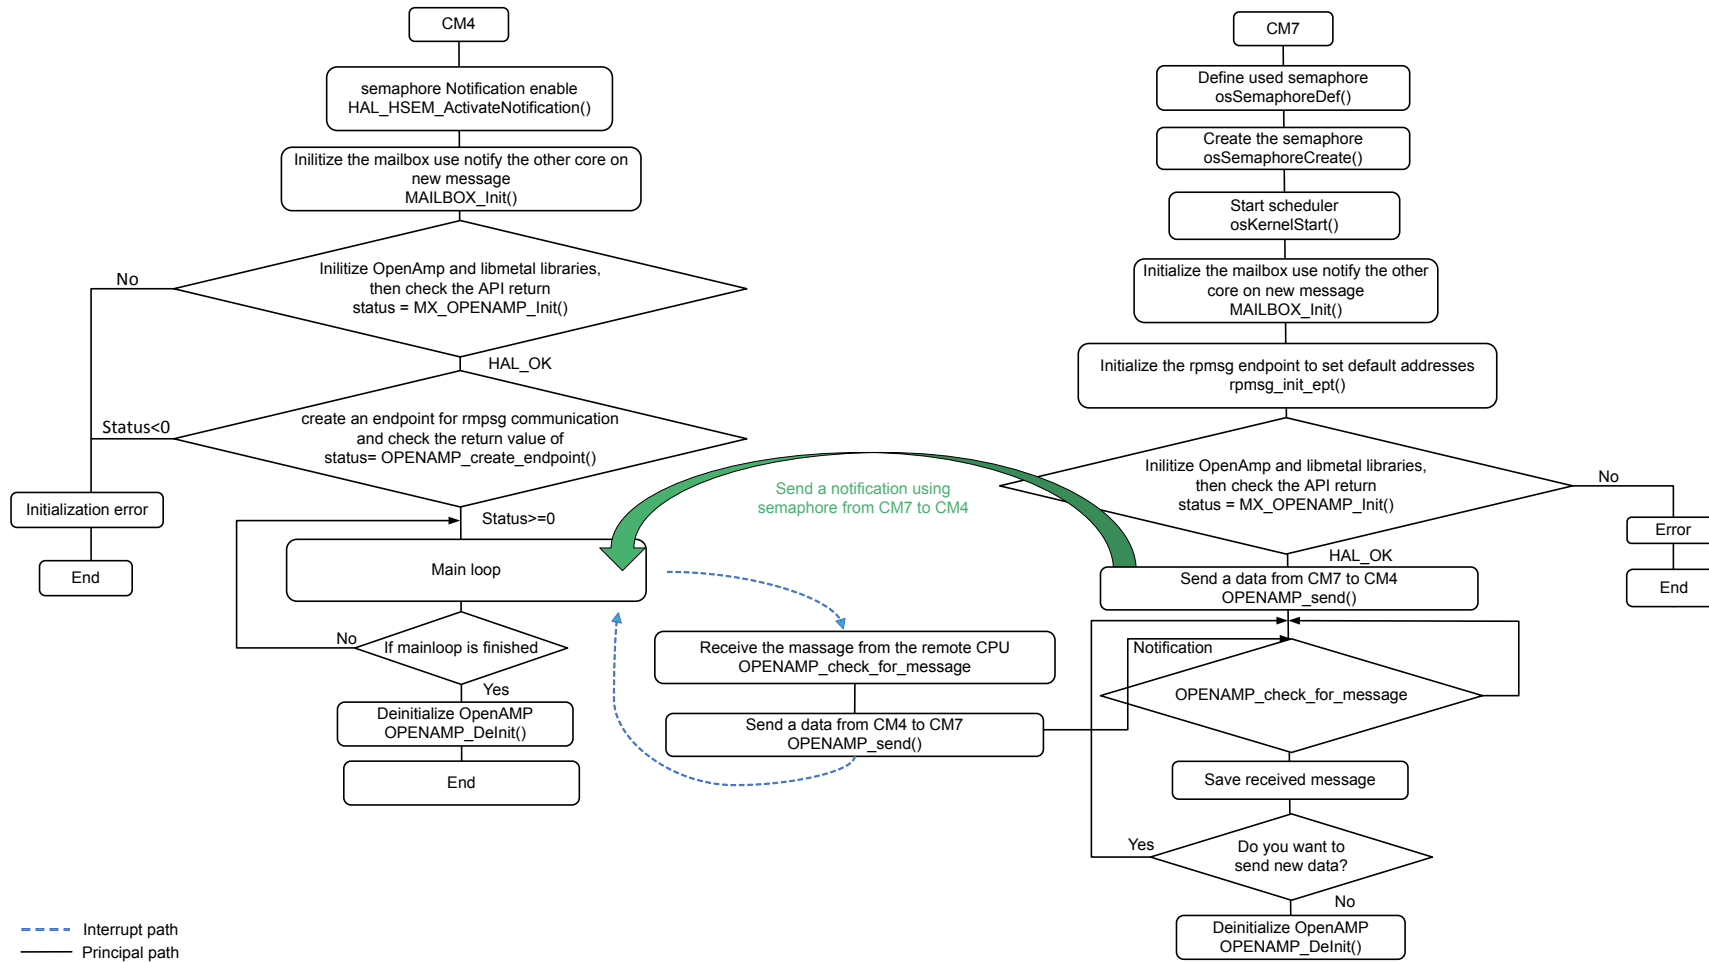 CM4
semaphore Notification enable
HAL_HSEM_ActivateNotification()
Inilitize the mailbox use notify the other core on
new message
MAILBOX_Init()
No
Inilitize OpenAmp and libmetal libraries,
then check the API return
status = MX_OPENAMP_Init()
HAL_OK
Status<0
create an endpoint for rmpsg communication
and check the return value of
status= OPENAMP_create_endpoint()
Initialization error
End
Status>=0
Main loop
No
If mainloop is finished
Yes
Deinitialize OpenAMP
OPENAMP_DeInit()
End
Send a notification using
semaphore from CM7 to CM4
Receive the massage from the remote CPU
OPENAMP_check_for_message
Send a data from CM4 to CM7
OPENAMP_send()
CM7
Define used semaphore
osSemaphoreDef()
Create the semaphore
osSemaphoreCreate()
Start scheduler
osKernelStart()
Initialize the mailbox use notify the other
core on new message
MAILBOX_Init()
Initialize the rpmsg endpoint to set default addresses
rpmsg_init_ept()
Inilitize OpenAmp and libmetal libraries,
then check the API return
status = MX_OPENAMP_Init()
No
Error
End
HAL_OK
Send a data from CM7 to CM4
OPENAMP_send()
Notification
OPENAMP_check_for_message
Save received message
Yes
Do you want to
send new data?
No
Deinitialize OpenAMP
OPENAMP_DeInit()
Interrupt path
Principal path